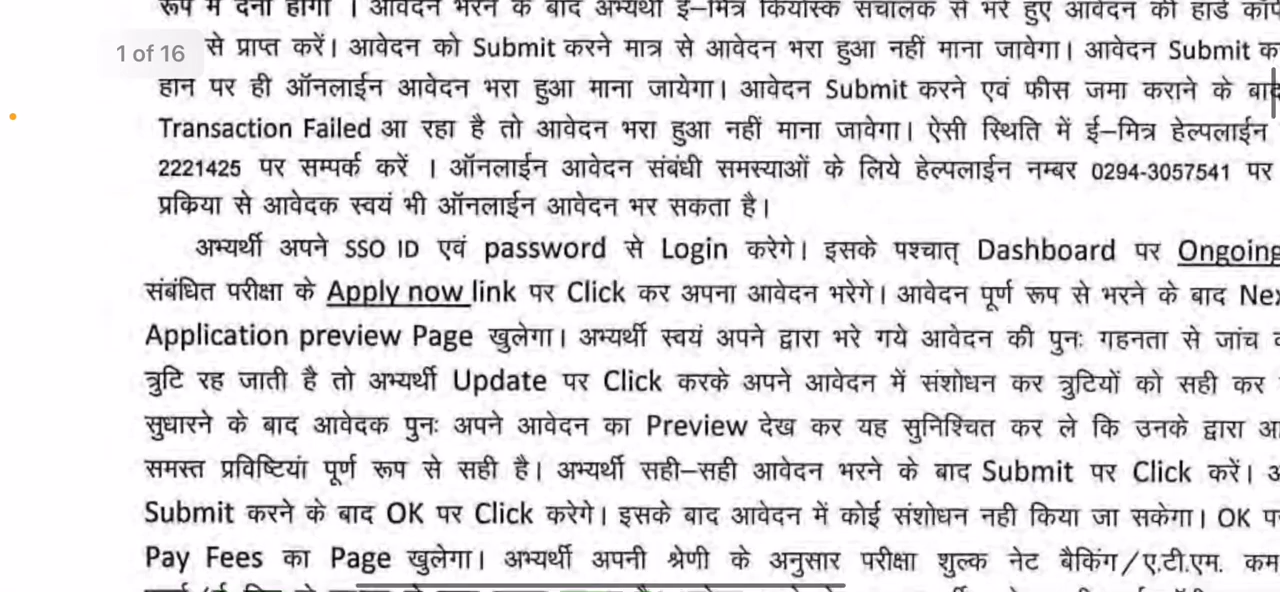 रूप में देना होगा । आवेदन भरने के बाद अभ्यर्थी ई–मित्र कियोस्क संचालक से भरे हुए आवेदन की हार्ड
1 of 16
से प्राप्त करें। आवेदन को Submit करने मात्र से आवेदन भरा हुआ नहीं माना जावेगा। आवेदन Submit
हान पर ही ऑनलाईन आवेदन भरा हुआ माना जायेगा। आवेदन Submit करने एवं फीस जमा कराने के बाद
Transaction Failed आ रहा है तो आवेदन भरा हुआ नहीं माना जावेगा। ऐसी स्थिति में ई–मित्र हेल्पलाईन
2221425 पर सम्पर्क करें । ऑनलाईन आवेदन संबंधी समस्याओं के लिये हेल्पलाईन नम्बर 0294-3057541 पर
प्रकिया से आवेदक स्वयं भी ऑनलाईन आवेदन भर सकता है।
अभ्यर्थी अपने SSO ID एवं password से Login करेगे। इसके पश्चात् Dashboard पर Ongoing
संबंधित परीक्षा के Apply now link पर Click कर अपना आवेदन भरेगे। आवेदन पूर्ण रूप से भरने के बाद
Application preview Page खुलेगा। अभ्यर्थी स्वयं अपने द्वारा भरे गये आवेदन की पुनः गहनता से जांच
त्रुटि रह जाती है तो अभ्यर्थी Update पर Click करके अपने आवेदन में संशोधन कर त्रुटियों को सही कर
सुधारने के बाद आवेदक पुनः अपने आवेदन का Preview देख कर यह सुनिश्चित कर ले कि उनके द्वारा
समस्त प्रविष्टियां पूर्ण रूप से सही है। अभ्यर्थी सही–सही आवेदन भरने के बाद Submit पर Click करें।
Submit करने के बाद OK पर Click करेगे। इसके बाद आवेदन में कोई संशोधन नही किया जा सकेगा। OK
Pay Fees का Page खुलेगा। अभ्यर्थी अपनी श्रेणी के अनुसार परीक्षा शुल्क नेट बैकिंग/ए.टी.एम.